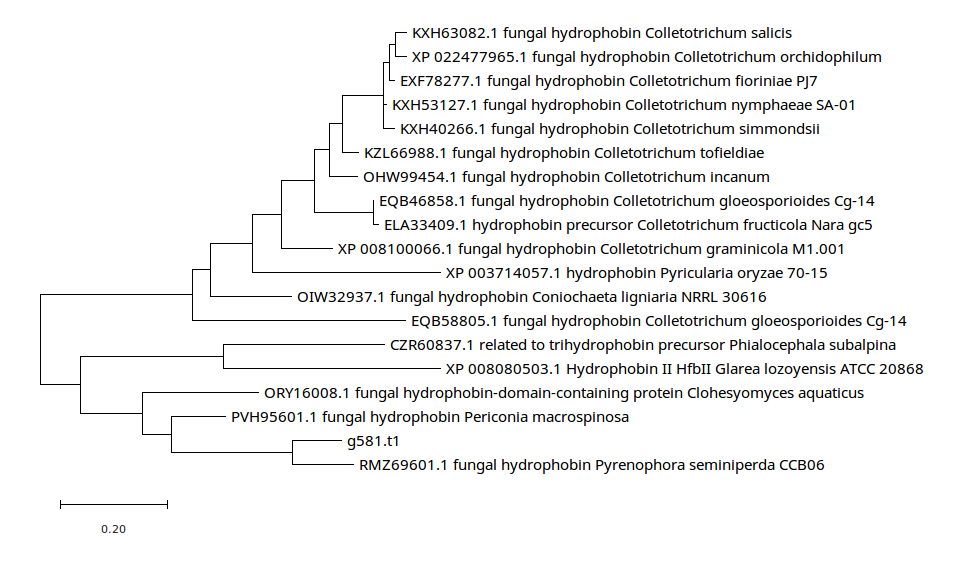 KXH63082.1 fungal hydrophobin Colletotrichum salicis
XP 022477965.1 fungal hydrophobin Colletotrichum orchidophilum
EXF78277.1 fungal hydrophobin Colletotrichum fioriniae PJ7
KXH53127.1 fungal hydrophobin Colletotrichum nymphaeae SA-01
KXH40266.1 fungal hydrophobin Colletotrichum simmondsii
KZL66988.1 fungal hydrophobin Colletotrichum tofieldiae
OHW99454.1 fungal hydrophobin Colletotrichum incanum
EQB46858.1 fungal hydrophobin Colletotrichum gloeosporioides Cg-14
ELA33409.1 hydrophobin precursor Colletotrichum fructicola Nara gc5
XP 008100066.1 fungal hydrophobin Colletotrichum graminicola M1.001
XP 003714057.1 hydrophobin Pyricularia oryzae 70-15
OIW32937.1 fungal hydrophobin Coniochaeta ligniaria NRRL 30616
EQB58805.1 fungal hydrophobin Colletotrichum gloeosporioides Cg-14
CZR60837.1 related to trihydrophobin precursor Phialocephala subalpina
XP 008080503.1 Hydrophobin II HfbII Glarea lozoyensis ATCC 20868
ORY16008.1 fungal hydrophobin-domain-containing protein Clohesyomyces aquaticus
PVH95601.1 fungal hydrophobin Periconia macrospinosa
g581.t1
RMZ69601.1 fungal hydrophobin Pyrenophora seminiperda CCB06
0.20